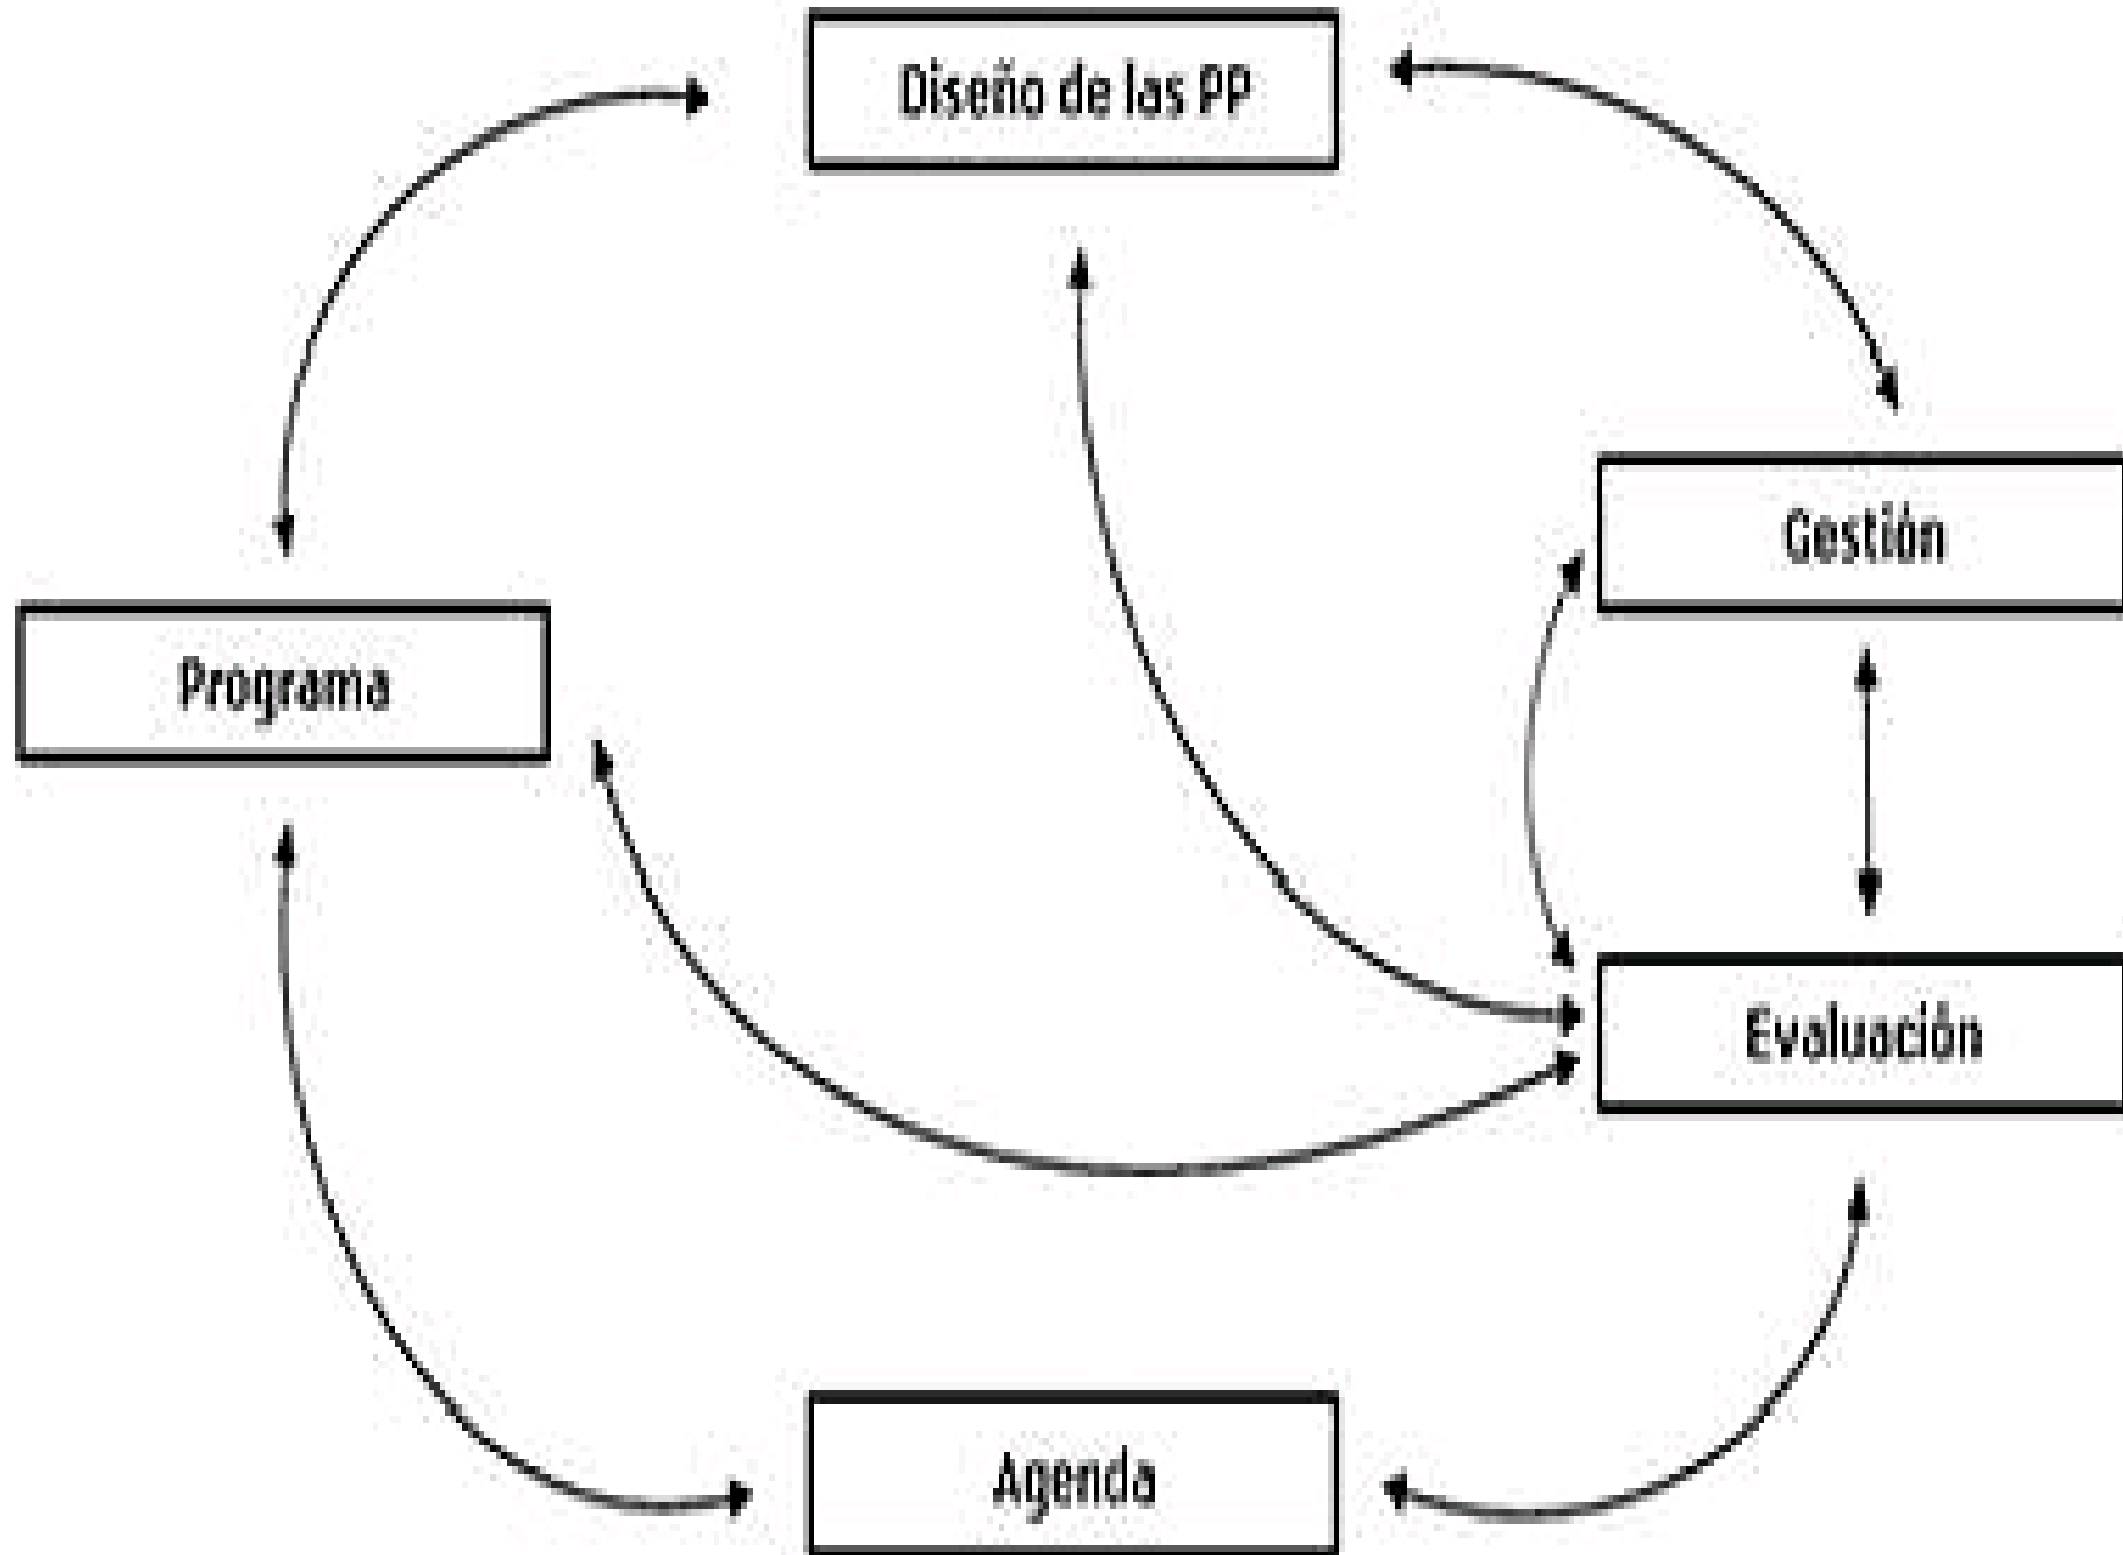 Diseño de las PP
Gestión
Programa
Evaluación
Agenda